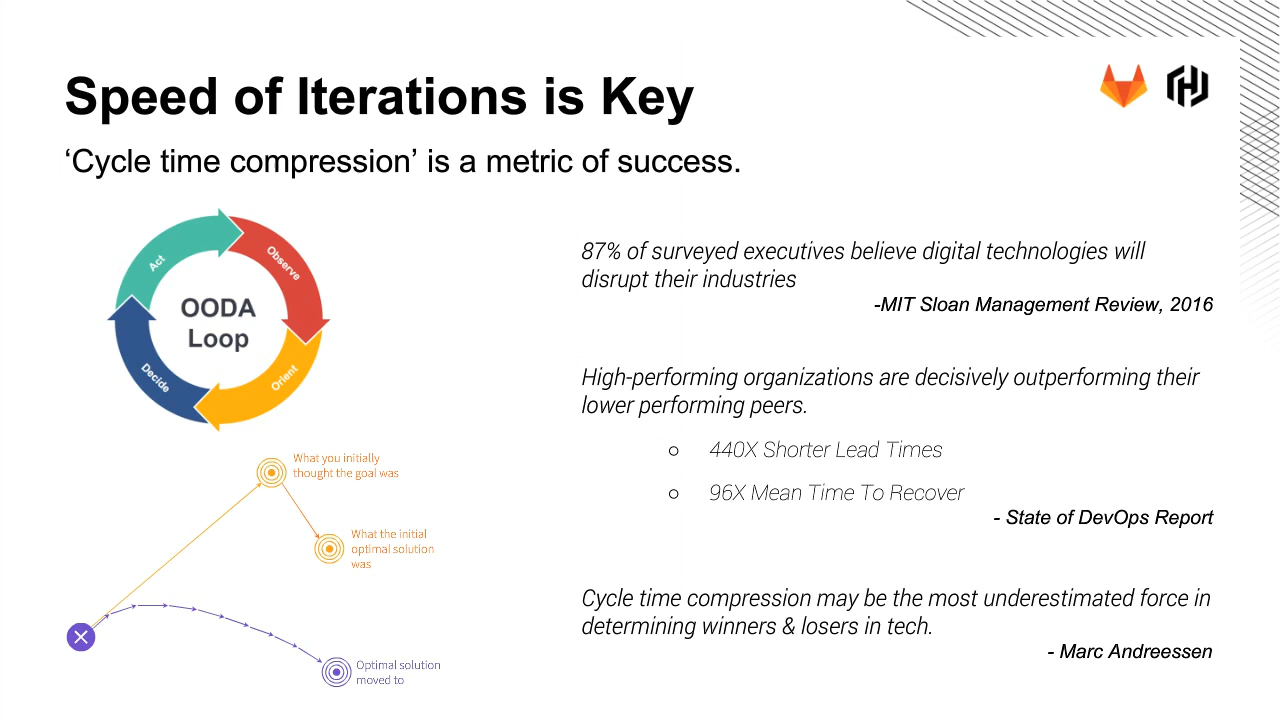 Speed of Iterations is Key
‘Cycle time compression’ is a metric of success.
Act
Observe
OODA
Loop
Decide
Orient
What you initially
thought the goal was
What the initial
optimal solution
was
Optimal solution
moved to
87% of surveyed executives believe digital technologies will
disrupt their industries
-MIT Sloan Management Review, 2016
High-performing organizations are decisively outperforming their
lower performing peers.
○ 440X Shorter Lead Times
○ 96X Mean Time To Recover
- State of DevOps Report
Cycle time compression may be the most underestimated force in
determining winners & losers in tech.
- Marc Andreessen